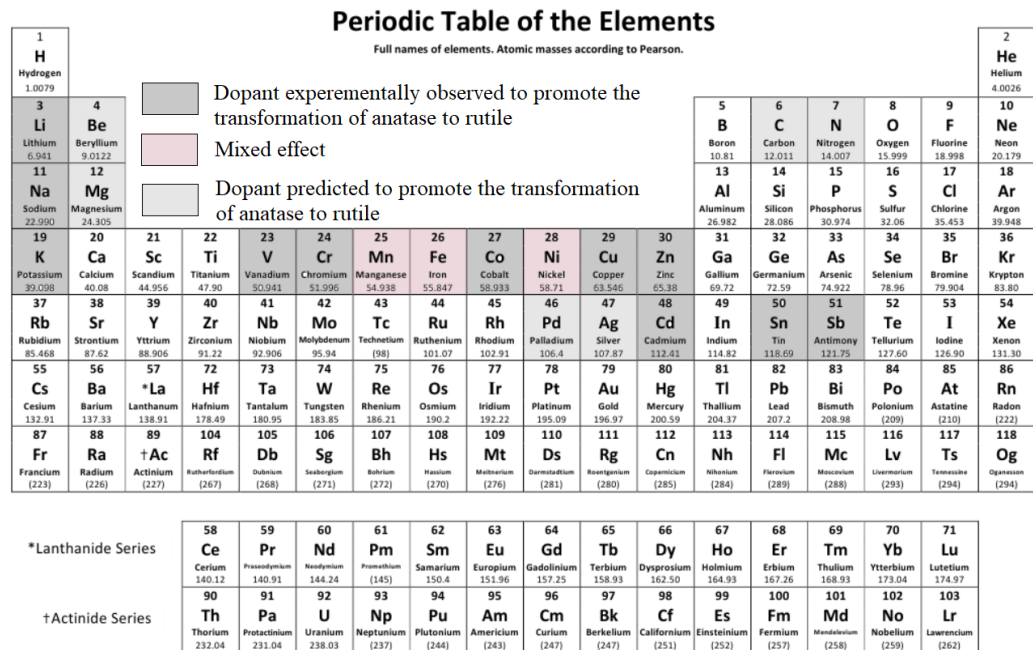 Periodic Table of the Elements
Full names of elements. Atomic masses according to Pearson.
1 2
H He
Hydrogen Helium
1.0079 4.0026
Dopant experementally observed to promote the
transformation of anatase to rutile
Mixed effect
Dopant predicted to promote the transformation
of anatase to rutile
3 4 5 6 7 8 9 10
Li Be B C N O F Ne
Lithium Beryllium Boron Carbon Nitrogen Oxygen Fluorine Neon
6.941 9.0122 10.81 12.011 14.007 15.999 18.998 20.179
11 12 13 14 15 16 17 18
Na Mg Al Si P S Cl Ar
Sodium Magnesium Aluminum Silicon Phosphorus Sulfur Chlorine Argon
22.990 24.305 26.982 28.086 30.974 32.06 35.453 39.948
19 20 21 22 23 24 25 26 27 28 29 30 31 32 33 34 35 36
K Ca Sc Ti V Cr Mn Fe Co Ni Cu Zn Ga Ge As Se Br Kr
Potassium Calcium Scandium Titanium Vanadium Chromium Manganese Iron Cobalt Nickel Copper Zinc Gallium Germanium Arsenic Selenium Bromine Krypton
39.098 40.08 44.956 47.90 50.941 51.996 54.938 55.847 58.933 58.71 63.546 65.38 69.72 72.59 74.922 78.96 79.904 83.80
37 38 39 40 41 42 43 44 45 46 47 48 49 50 51 52 53 54
Rb Sr Y Zr Nb Mo Tc Ru Rh Pd Ag Cd In Sn Sb Te I Xe
Rubidium Strontium Yttrium Zirconium Niobium Molybdenum Technetium Ruthenium Rhodium Palladium Silver Cadmium Indium Tin Antimony Tellurium Iodine Xenon
85.468 87.62 88.906 91.22 92.906 95.94 (98) 101.07 102.91 106.4 107.87 112.41 114.82 118.69 121.75 127.60 126.90 131.30
55 56 57 72 73 74 75 76 77 78 79 80 81 82 83 84 85 86
Cs Ba *La Hf Ta W Re Os Ir Pt Au Hg Tl Pb Bi Po At Rn
Cesium Barium Lanthanum Hafnium Tantalum Tungsten Rhenium Osmium Iridium Platinum Gold Mercury Thallium Lead Bismuth Polonium Astatine Radon
132.91 137.33 138.91 178.49 180.95 183.85 186.21 190.2 192.22 195.09 196.97 200.59 204.37 207.2 208.98 (209) (210) (222)
87 88 89 104 105 106 107 108 109 110 111 112 113 114 115 116 117 118
Fr Ra †Ac Rf Db Sg Bh Hs Mt Ds Rg Cn Nh Fl Mc Lv Ts Og
Francium Radium Actinium Rutherfordium Dubnium Seaborgium Bohrium Hassium Meitnerium Darmstadtium Roentgenium Copernicium Nihonium Flerovium Moscovium Livermorium Tennessine Oganesson
(223) (226) (227) (267) (268) (271) (272) (270) (276) (281) (280) (285) (284) (289) (288) (293) (294) (294)
58 59 60 61 62 63 64 65 66 67 68 69 70 71
*Lanthanide Series Ce Pr Nd Pm Sm Eu Gd Tb Dy Ho Er Tm Yb Lu
Cerium Praseodymium Neodymium Promethium Samarium Europium Gadolinium Terbium Dysprosium Holmium Erbium Thulium Ytterbium Lutetium
140.12 140.91 144.24 (145) 150.4 151.96 157.25 158.93 162.50 164.93 167.26 168.93 173.04 174.97
90 91 92 93 94 95 96 97 98 99 100 101 102 103
†Actinide Series Th Pa U Np Pu Am Cm Bk Cf Es Fm Md No Lr
Thorium Protactinium Uranium Neptunium Plutonium Americium Curium Berkelium Californium Einsteinium Fermium Mendelevium Nobelium Lawrencium
232.04 231.04 238.03 (237) (244) (243) (247) (247) (251) (252) (257) (258) (259) (262)